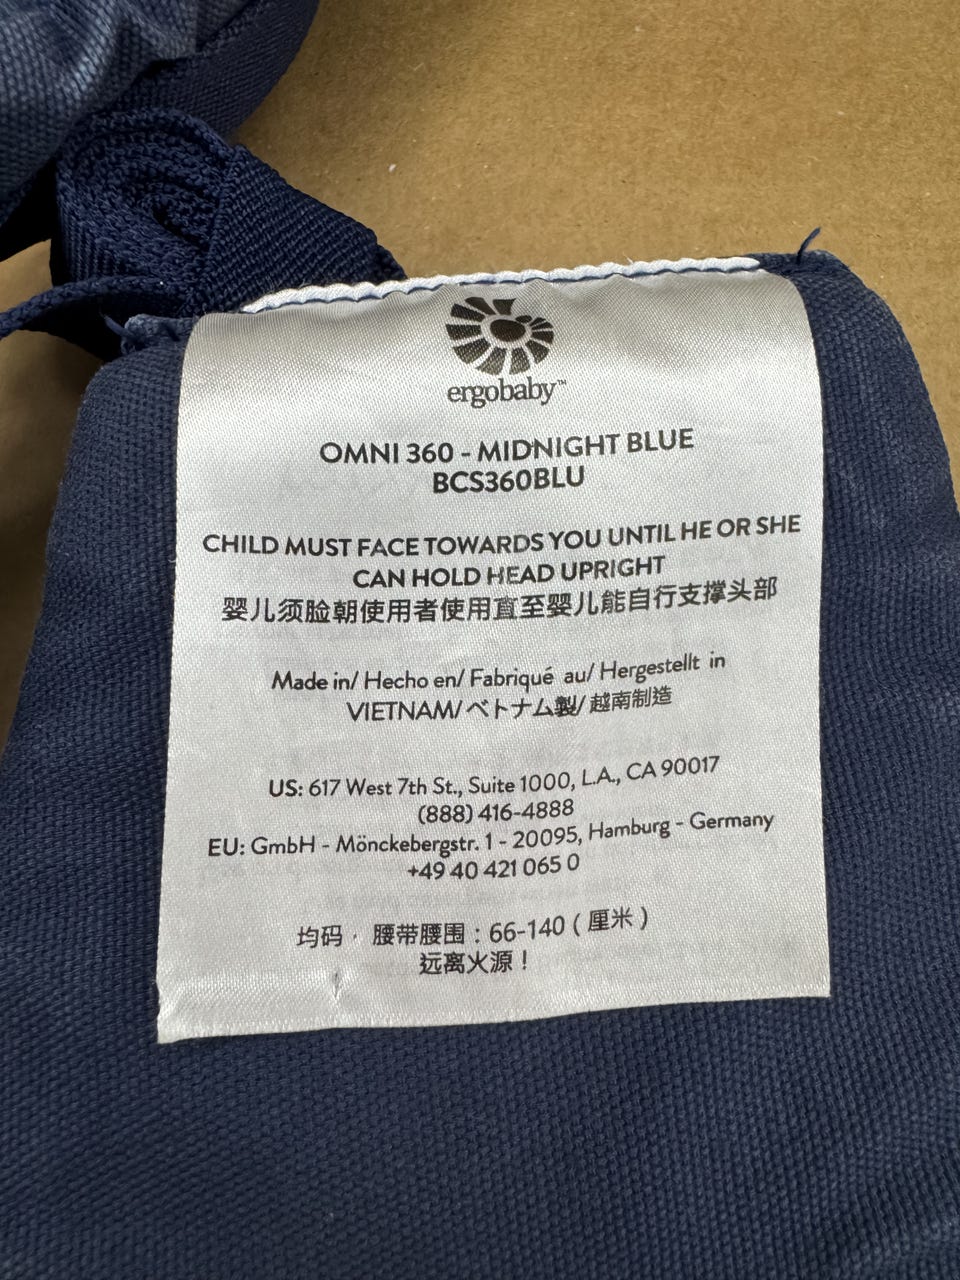 ergobaby™
OMNI 360 - MIDNIGHT BLUE
BCS360BLU
CHILD MUST FACE TOWARDS YOU UNTIL HE OR SHE
CAN HOLD HEAD UPRIGHT
婴儿须脸朝使用者使用直至婴儿能自行支撑头部
Made in/ Hecho en/ Fabriqué au/ Hergestellt in
VIETNAM/ベトナム製/越南制造
US: 617 West 7th St., Suite 1000, L.A., CA 90017
(888) 416-4888
EU: GmbH - Mönckebergstr. 1 - 20095, Hamburg - Germany
+49 40 421 065 0
均码，腰带腰围：66-140（厘米）
远离火源！